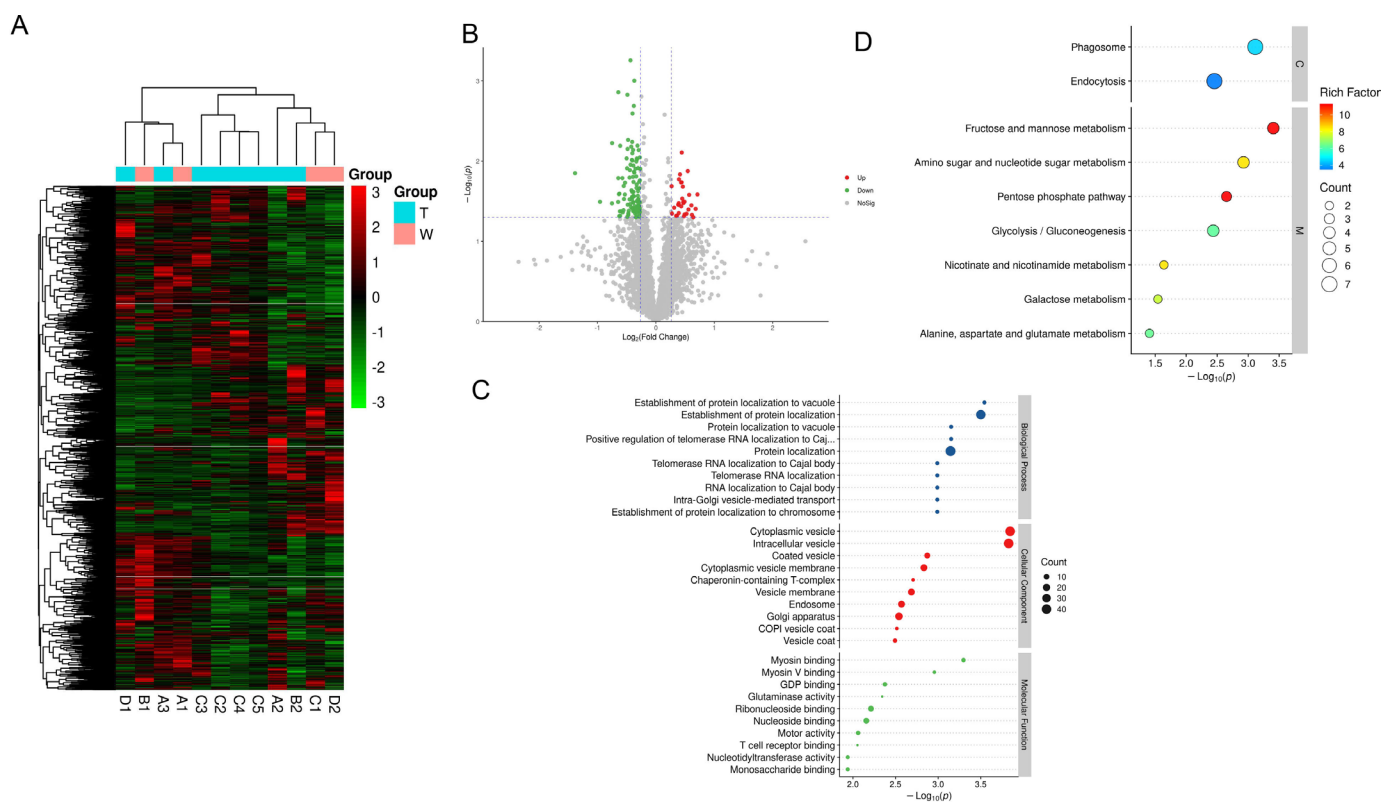 A
Group
3
2
1
0
-1
-2
-3
Group
T
W
D1
B1
A3
A1
C3
C2
C4
C5
A2
B2
C1
D2
B
3
2
1
0
-2
-1
0
1
2
−Log10(p)
Log2(Fold Change)
Up
Down
NoSig
D
Phagosome
Endocytosis
C
Fructose and mannose metabolism
Amino sugar and nucleotide sugar metabolism
Pentose phosphate pathway
Glycolysis / Gluconeogenesis
Nicotinate and nicotinamide metabolism
Galactose metabolism
Alanine, aspartate and glutamate metabolism
M
1.5 2.0 2.5 3.0 3.5
−Log10(p)
Rich Factor
10
8
6
4
Count
2
3
4
5
6
7
C
Establishment of protein localization to vacuole
Establishment of protein localization
Protein localization to vacuole
Positive regulation of telomerase RNA localization to Caj...
Protein localization
Telomerase RNA localization to Cajal body
Telomerase RNA localization
RNA localization to Cajal body
Intra-Golgi vesicle-mediated transport
Establishment of protein localization to chromosome
Biological Process
Cytoplasmic vesicle
Intracellular vesicle
Coated vesicle
Cytoplasmic vesicle membrane
Chaperonin-containing T-complex
Vesicle membrane
Endosome
Golgi apparatus
COPI vesicle coat
Vesicle coat
Cellular Component
Myosin binding
Myosin V binding
GDP binding
Glutaminase activity
Ribonucleoside binding
Nucleoside binding
Motor activity
T cell receptor binding
Nucleotidyltransferase activity
Monosaccharide binding
Molecular Function
2.0 2.5 3.0 3.5
−Log10(p)
Count
10
20
30
40